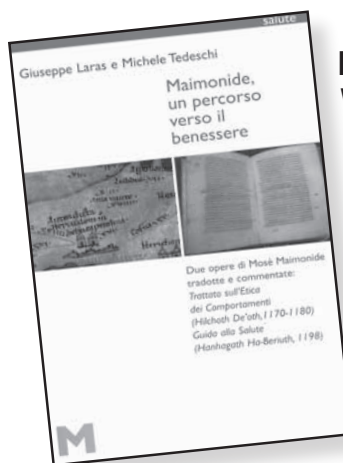 salute
Giuseppe Laras e Michele Tedeschi
Maimonide,
un percorso
verso il
benessere
Due opere di Mosè Maimonide
tradotte e commentate:
Trattato sull'Etica
dei Comportamenti
(Hilchoth De'oth, 1170-1180)
Guida alla Salute
(Hanhagath Ha-Beriuth, 1198)
M